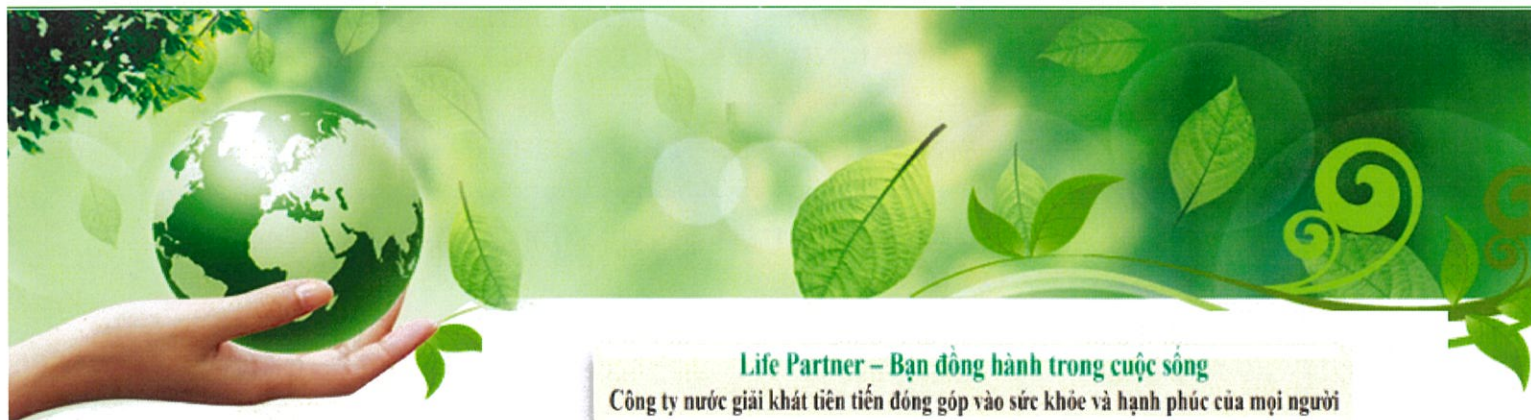 Life Partner – Bạn đồng hành trong cuộc sống
Công ty nước giải khát tiên tiến đóng góp vào sức khỏe và hạnh phúc của mọi người